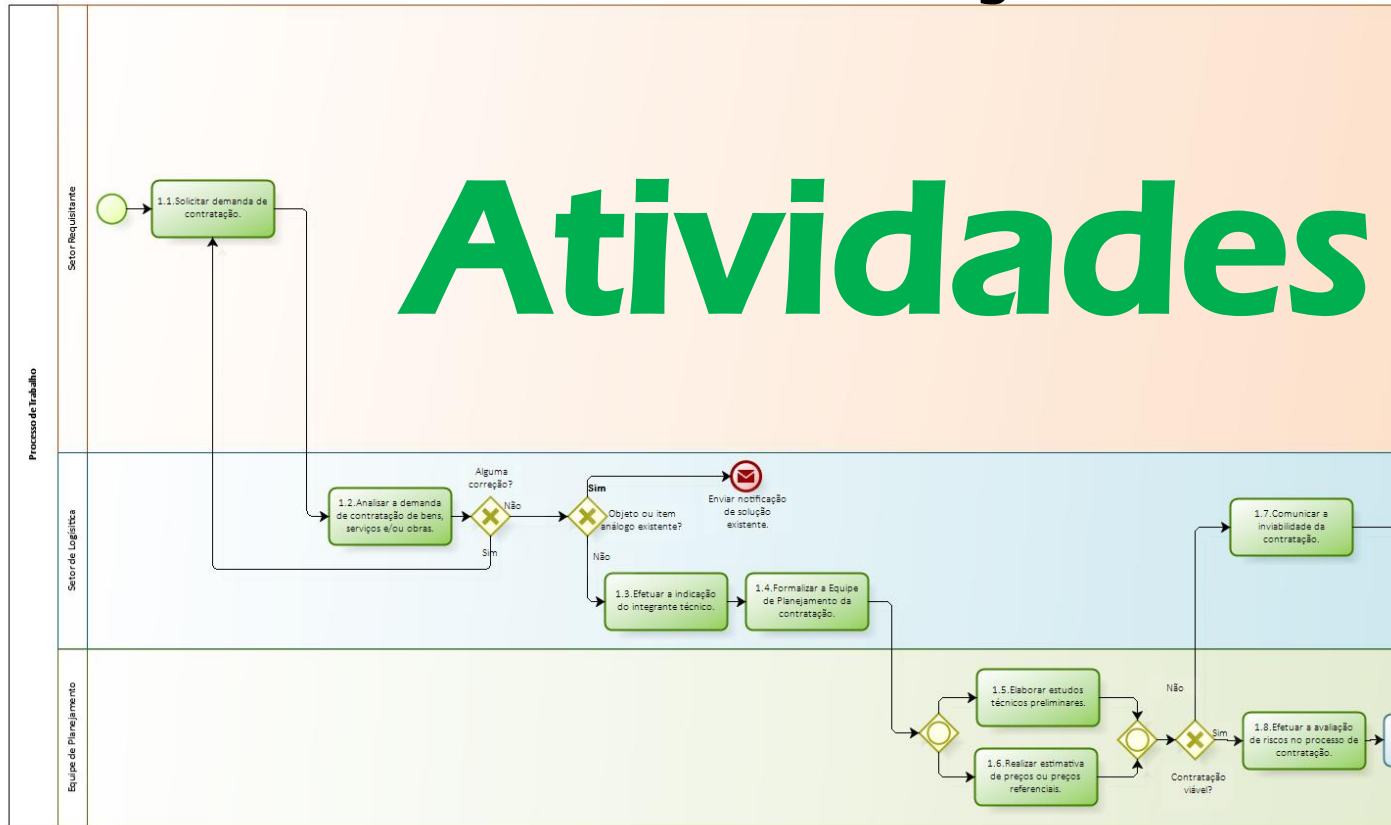 Atividades
Processo de Trabalho
Setor Requisitante
1.1.Solicitar demanda de
contratação.
Setor de Logísitica
1.2.Analisar a demanda
de contratação de bens,
serviços e/ou obras.
Alguma
correção?
Não
Sim
Sim
Objeto ou item
análogo existente?
Não
Enviar notificação
de solução
existente.
1.3.Efetuar a indicação
do integrante técnico.
1.4.Formalizar a Equipe
de Planejamento da
contratação.
1.7.Comunicar a
inviabilidade da
contratação.
Equipe de Planejamento
1.5.Elaborar estudos
técnicos preliminares.
1.6.Realizar estimativa
de preços ou preços
referenciais.
Não
Sim
Contratação
viável?
1.8.Efetuar a avaliação
de riscos no processo de
contratação.